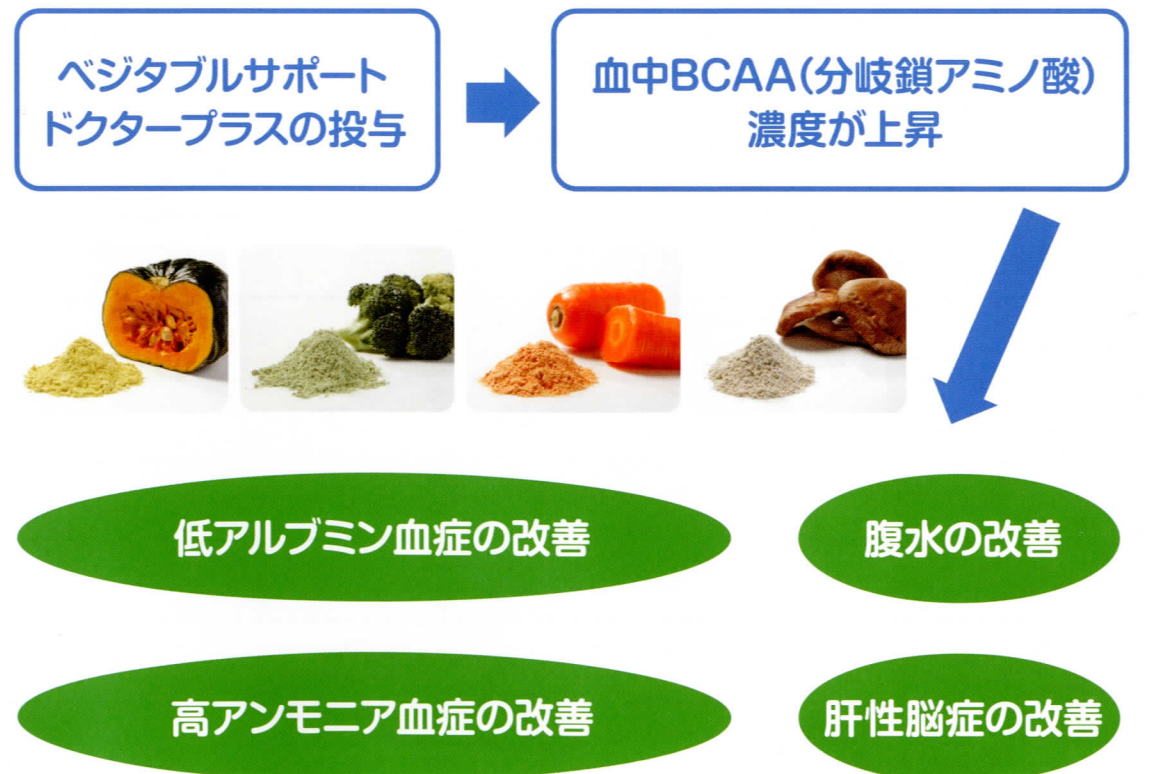 ベジタブルサポート
ドクタープラスの投与
血中BCAA（分岐鎖アミノ酸）
濃度が上昇
低アルブミン血症の改善
腹水の改善
高アンモニア血症の改善
肝性脳症の改善